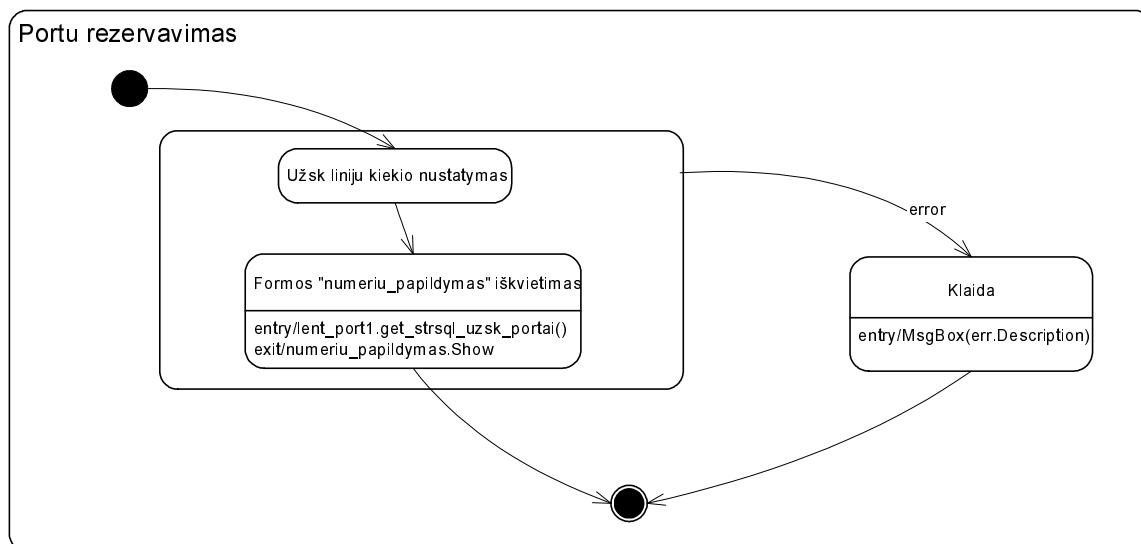 Portu rezervavimas
Užsk liniju kiekio nustatymas
error
Formos "numeriu_papildymas" iškvietimas
entry/lent_port1.get_strsql_uzsk_portai()
exit/numeriu_papildymas.Show
Klaida
entry/MsgBox(err.Description)